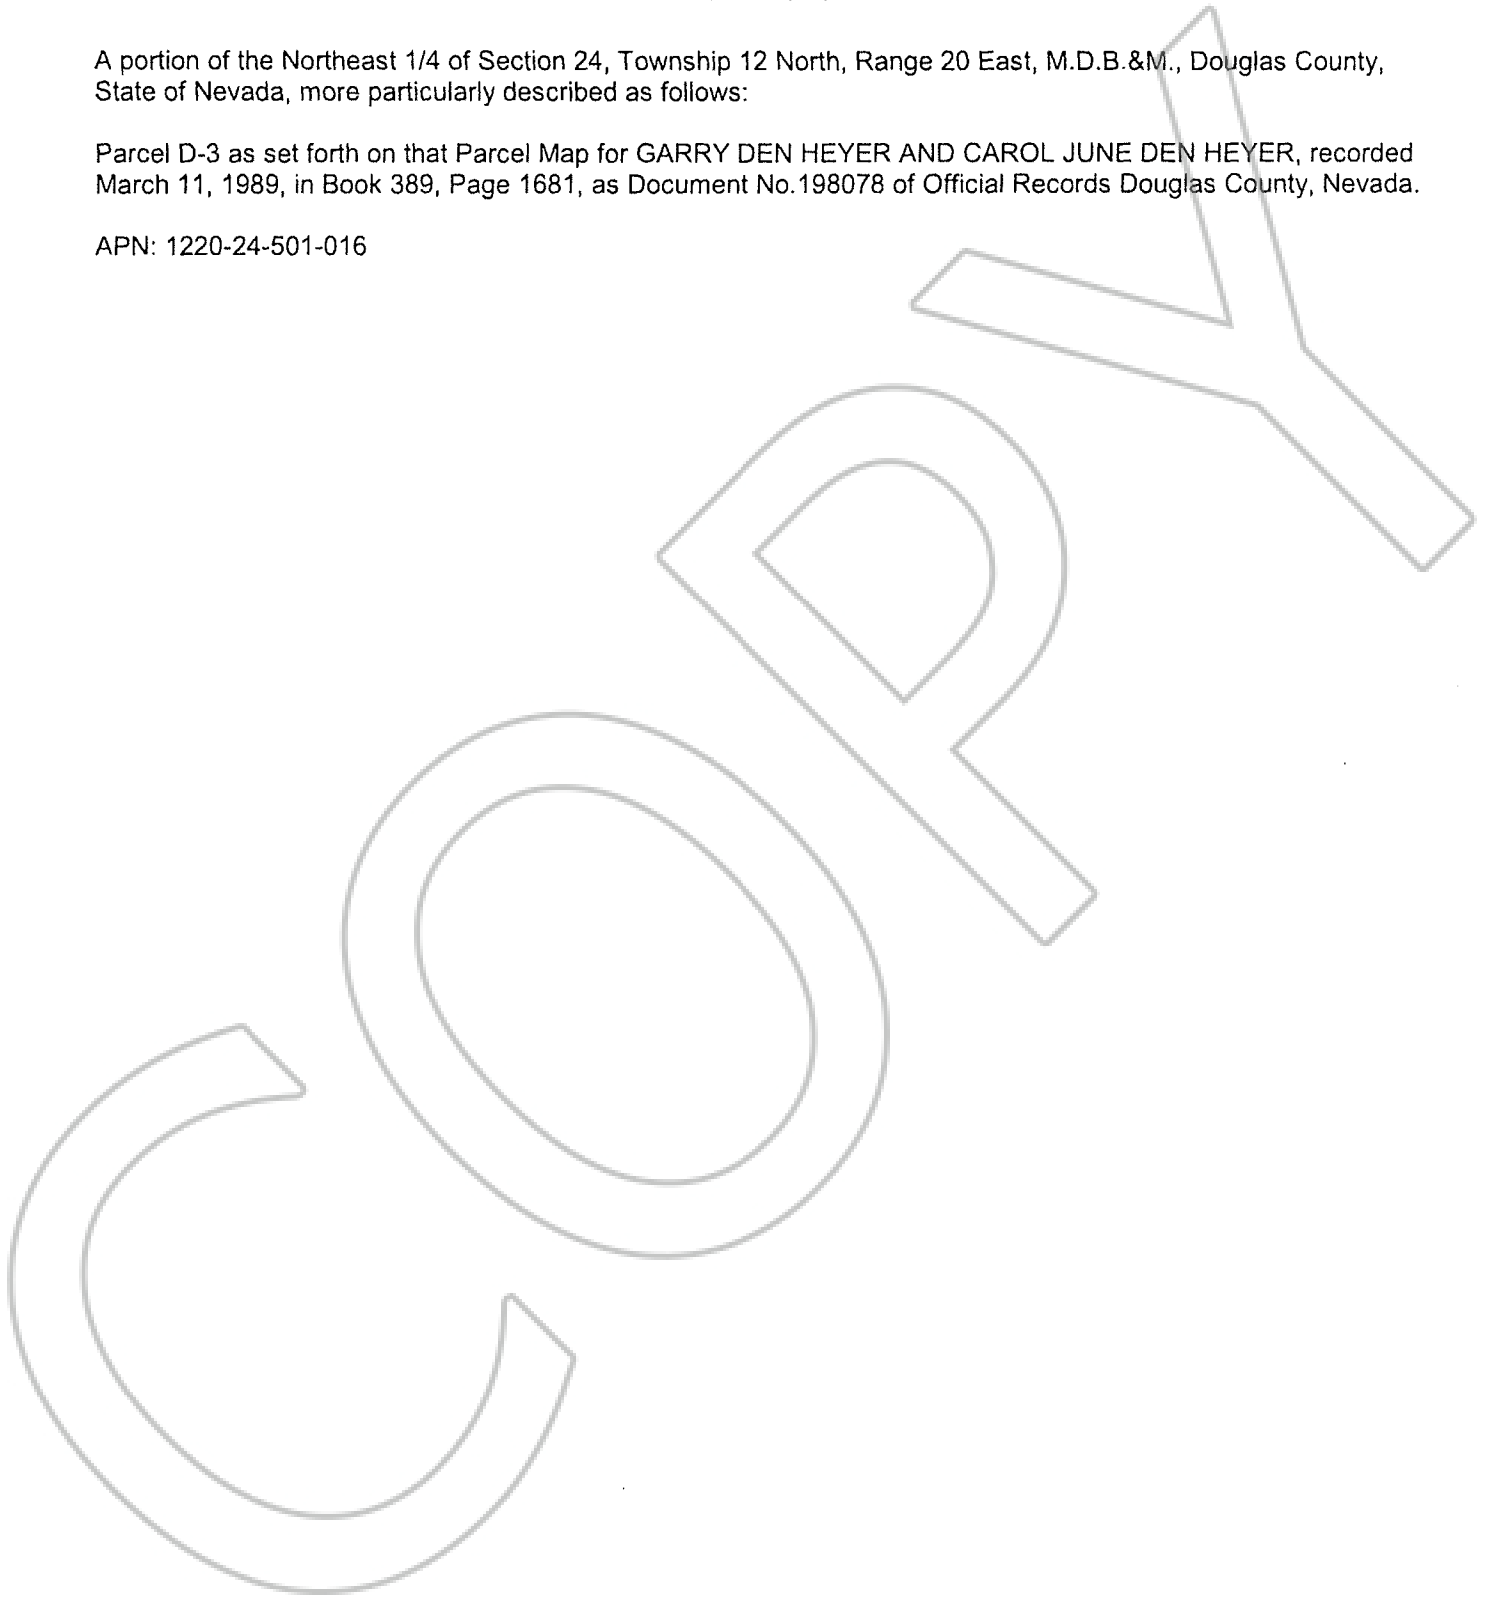 A portion of the Northeast 1/4 of Section 24, Township 12 North, Range 20 East, M.D.B.&M., Douglas County,
State of Nevada, more particularly described as follows:
Parcel D-3 as set forth on that Parcel Map for GARRY DEN HEYER AND CAROL JUNE DEN HEYER, recorded
March 11, 1989, in Book 389, Page 1681, as Document No.198078 of Official Records Douglas County, Nevada.
APN: 1220-24-501-016
COPY